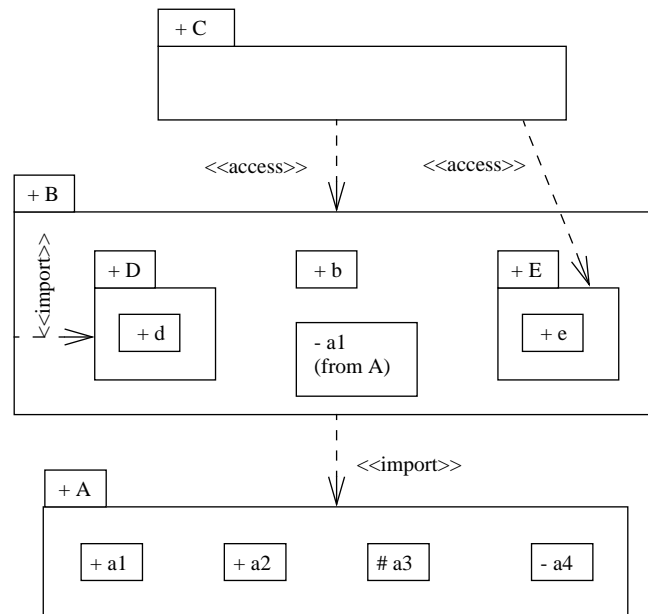 + C
<<access>>
<<access>>
+ B
<<import>>
+ D
+ b
+ E
+ d
- a1
(from A)
+ e
<<import>>
+ A
+ a1
+ a2
# a3
- a4